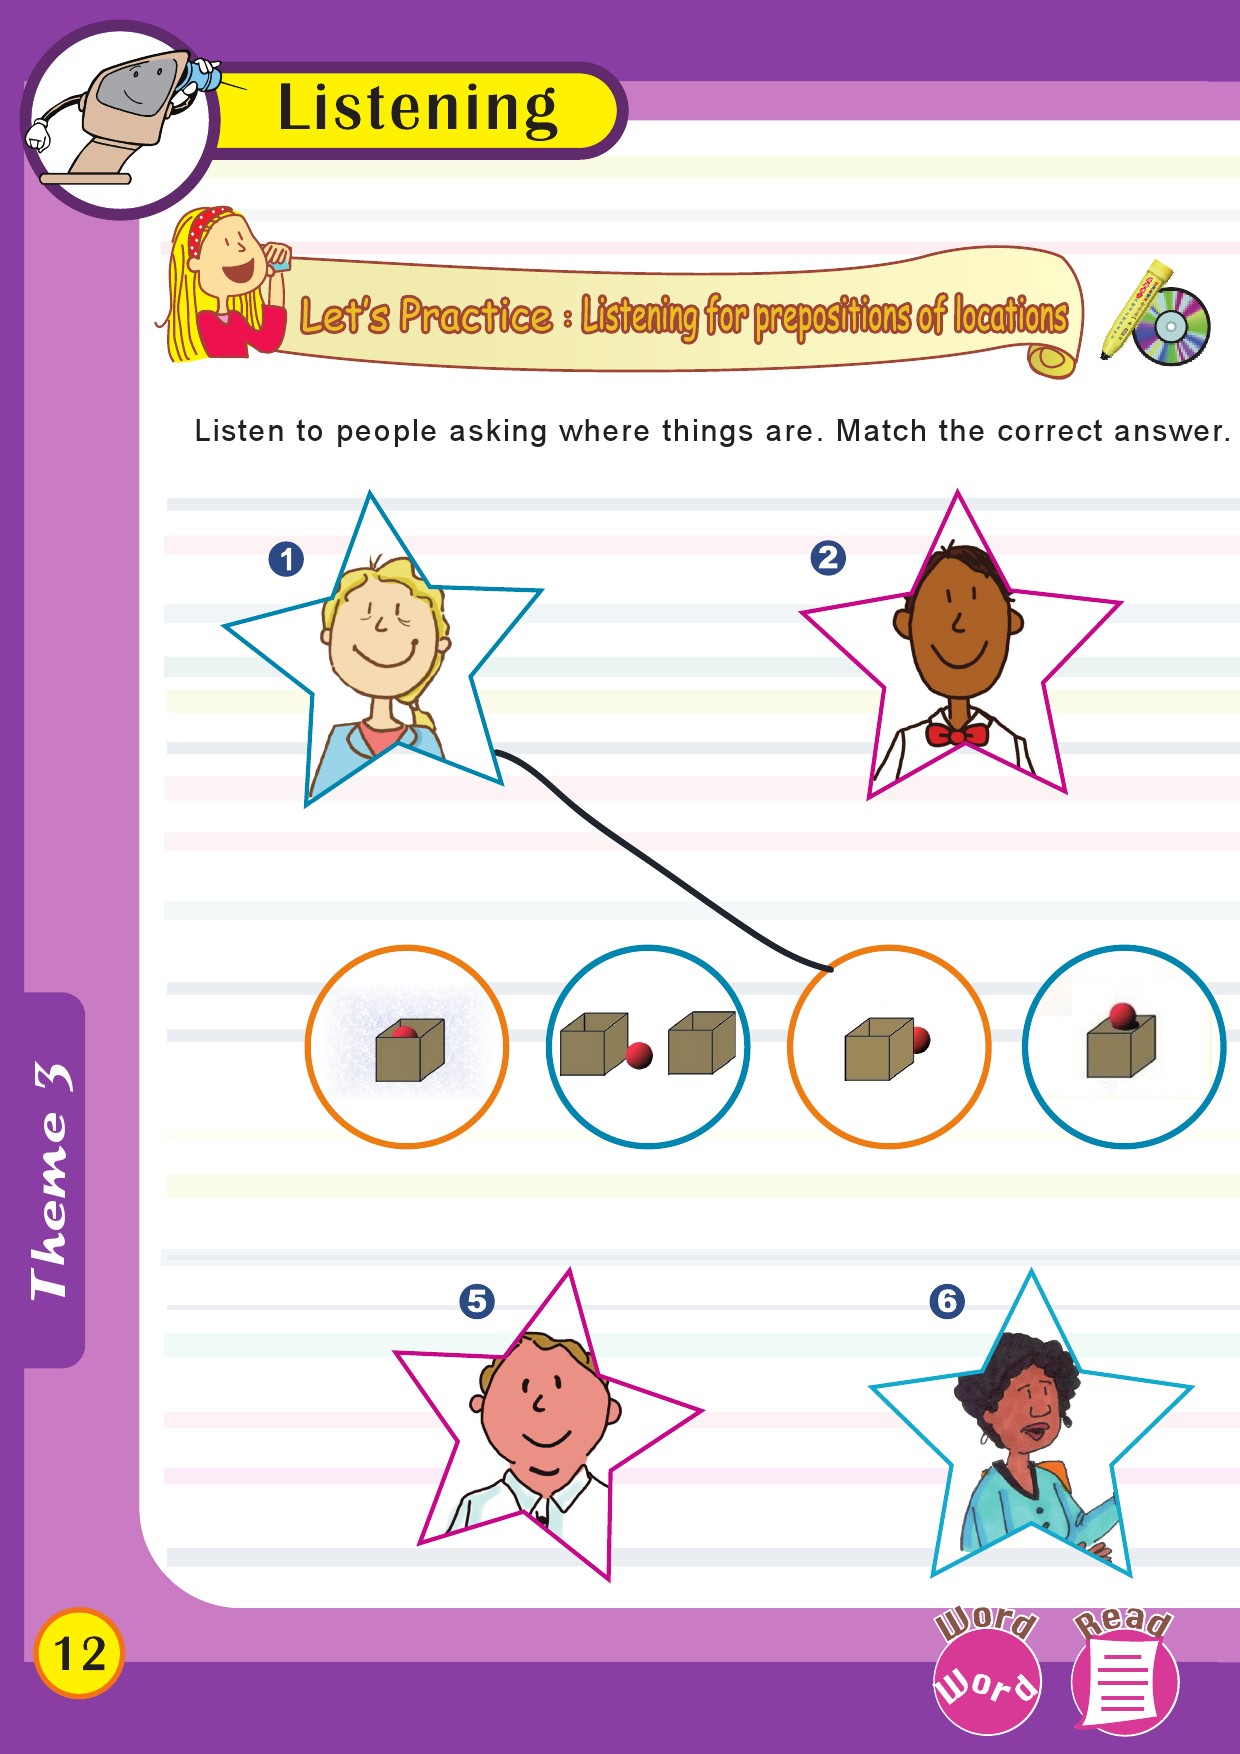 Listening
Let's Practice : Listening for prepositions of locations
Listen to people asking where things are. Match the correct answer.
1
2
5
6
Theme 3
12
Word
Word
Read